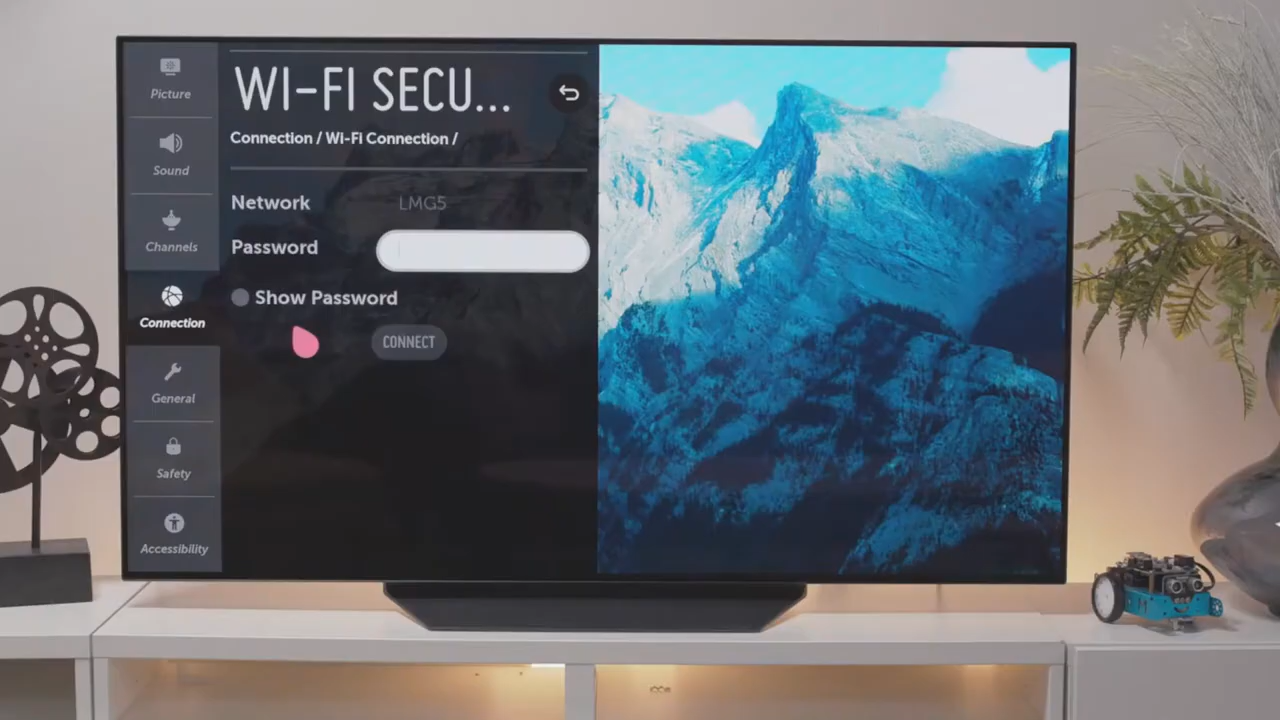 Picture
Sound
Channels
Connection
General
Safety
Accessibility
WI-FI SECU...
Connection / Wi-Fi Connection /
Network LMG5
Password
Show Password
CONNECT